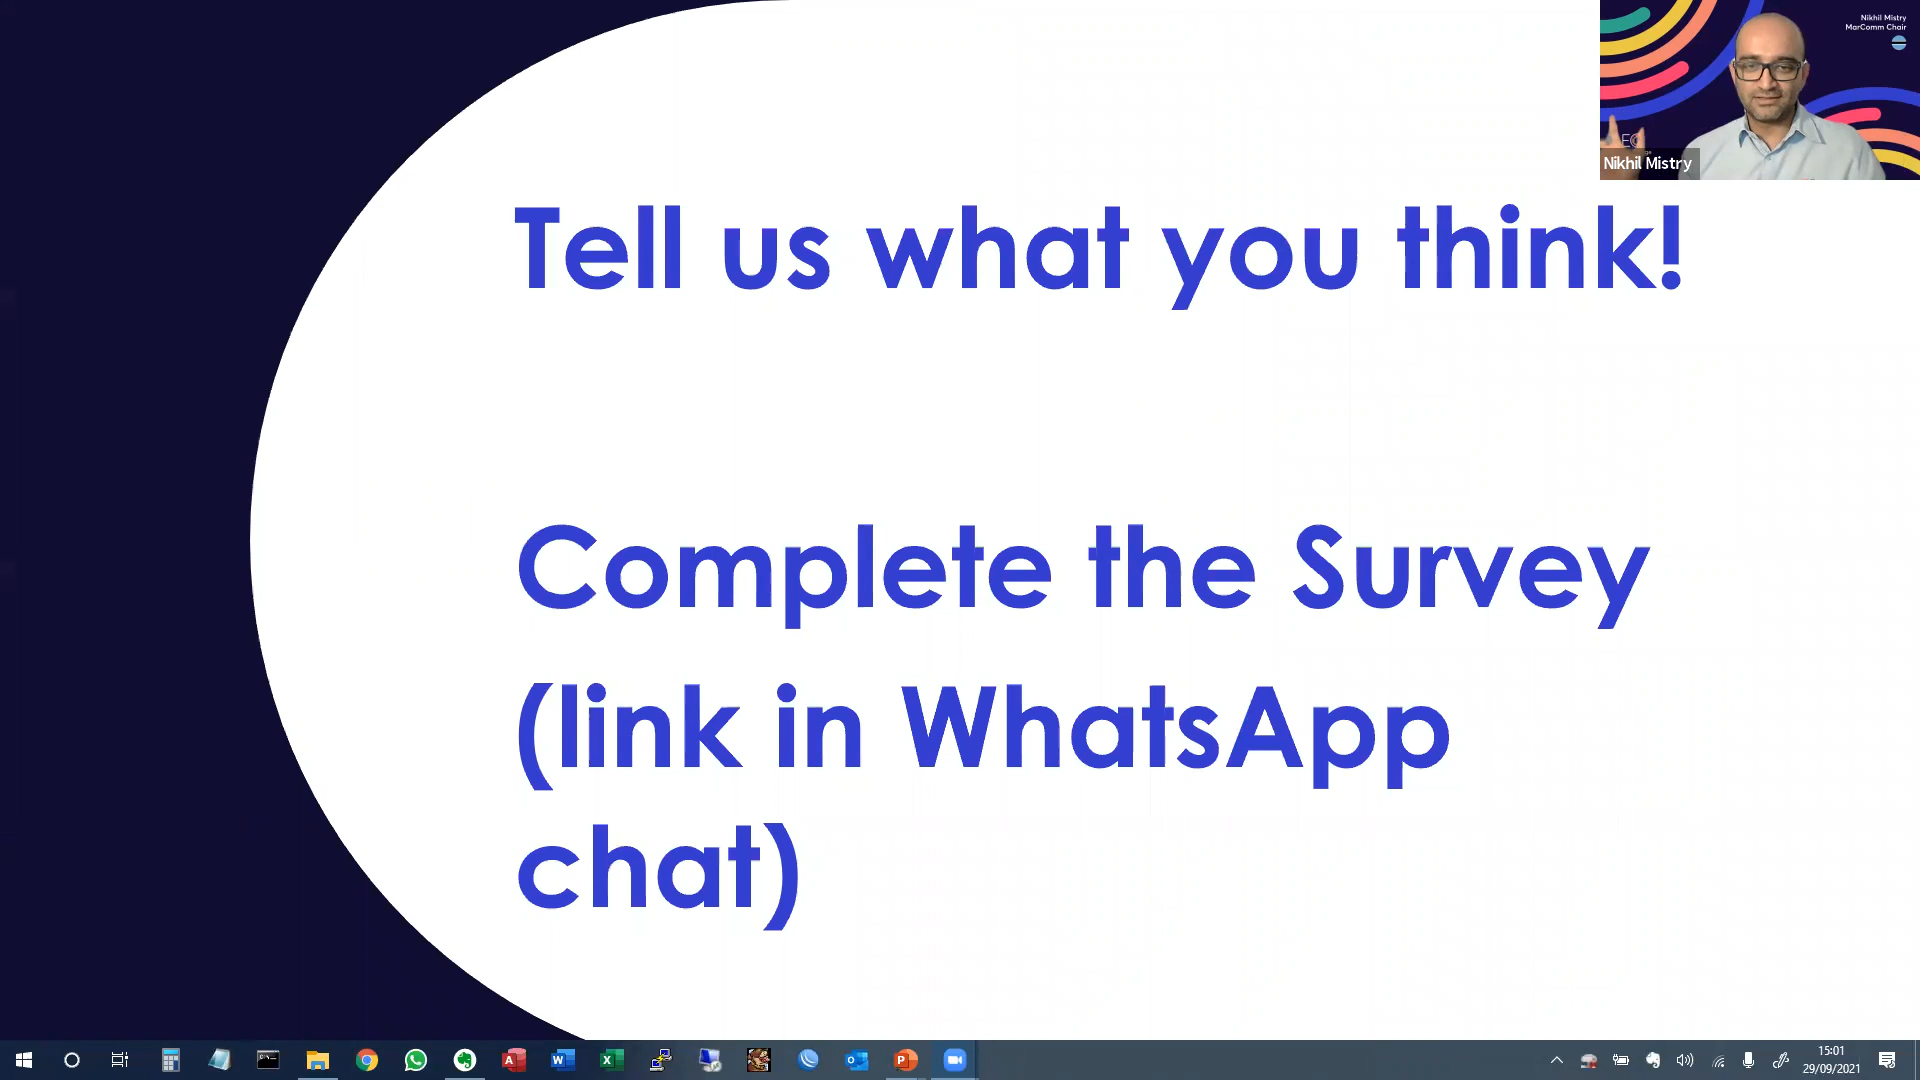 Nikhil Mistry
MarComm Chair
Nikhil Mistry
Tell us what you think!
Complete the Survey
(link in WhatsApp
chat)
15:01
29/09/2021